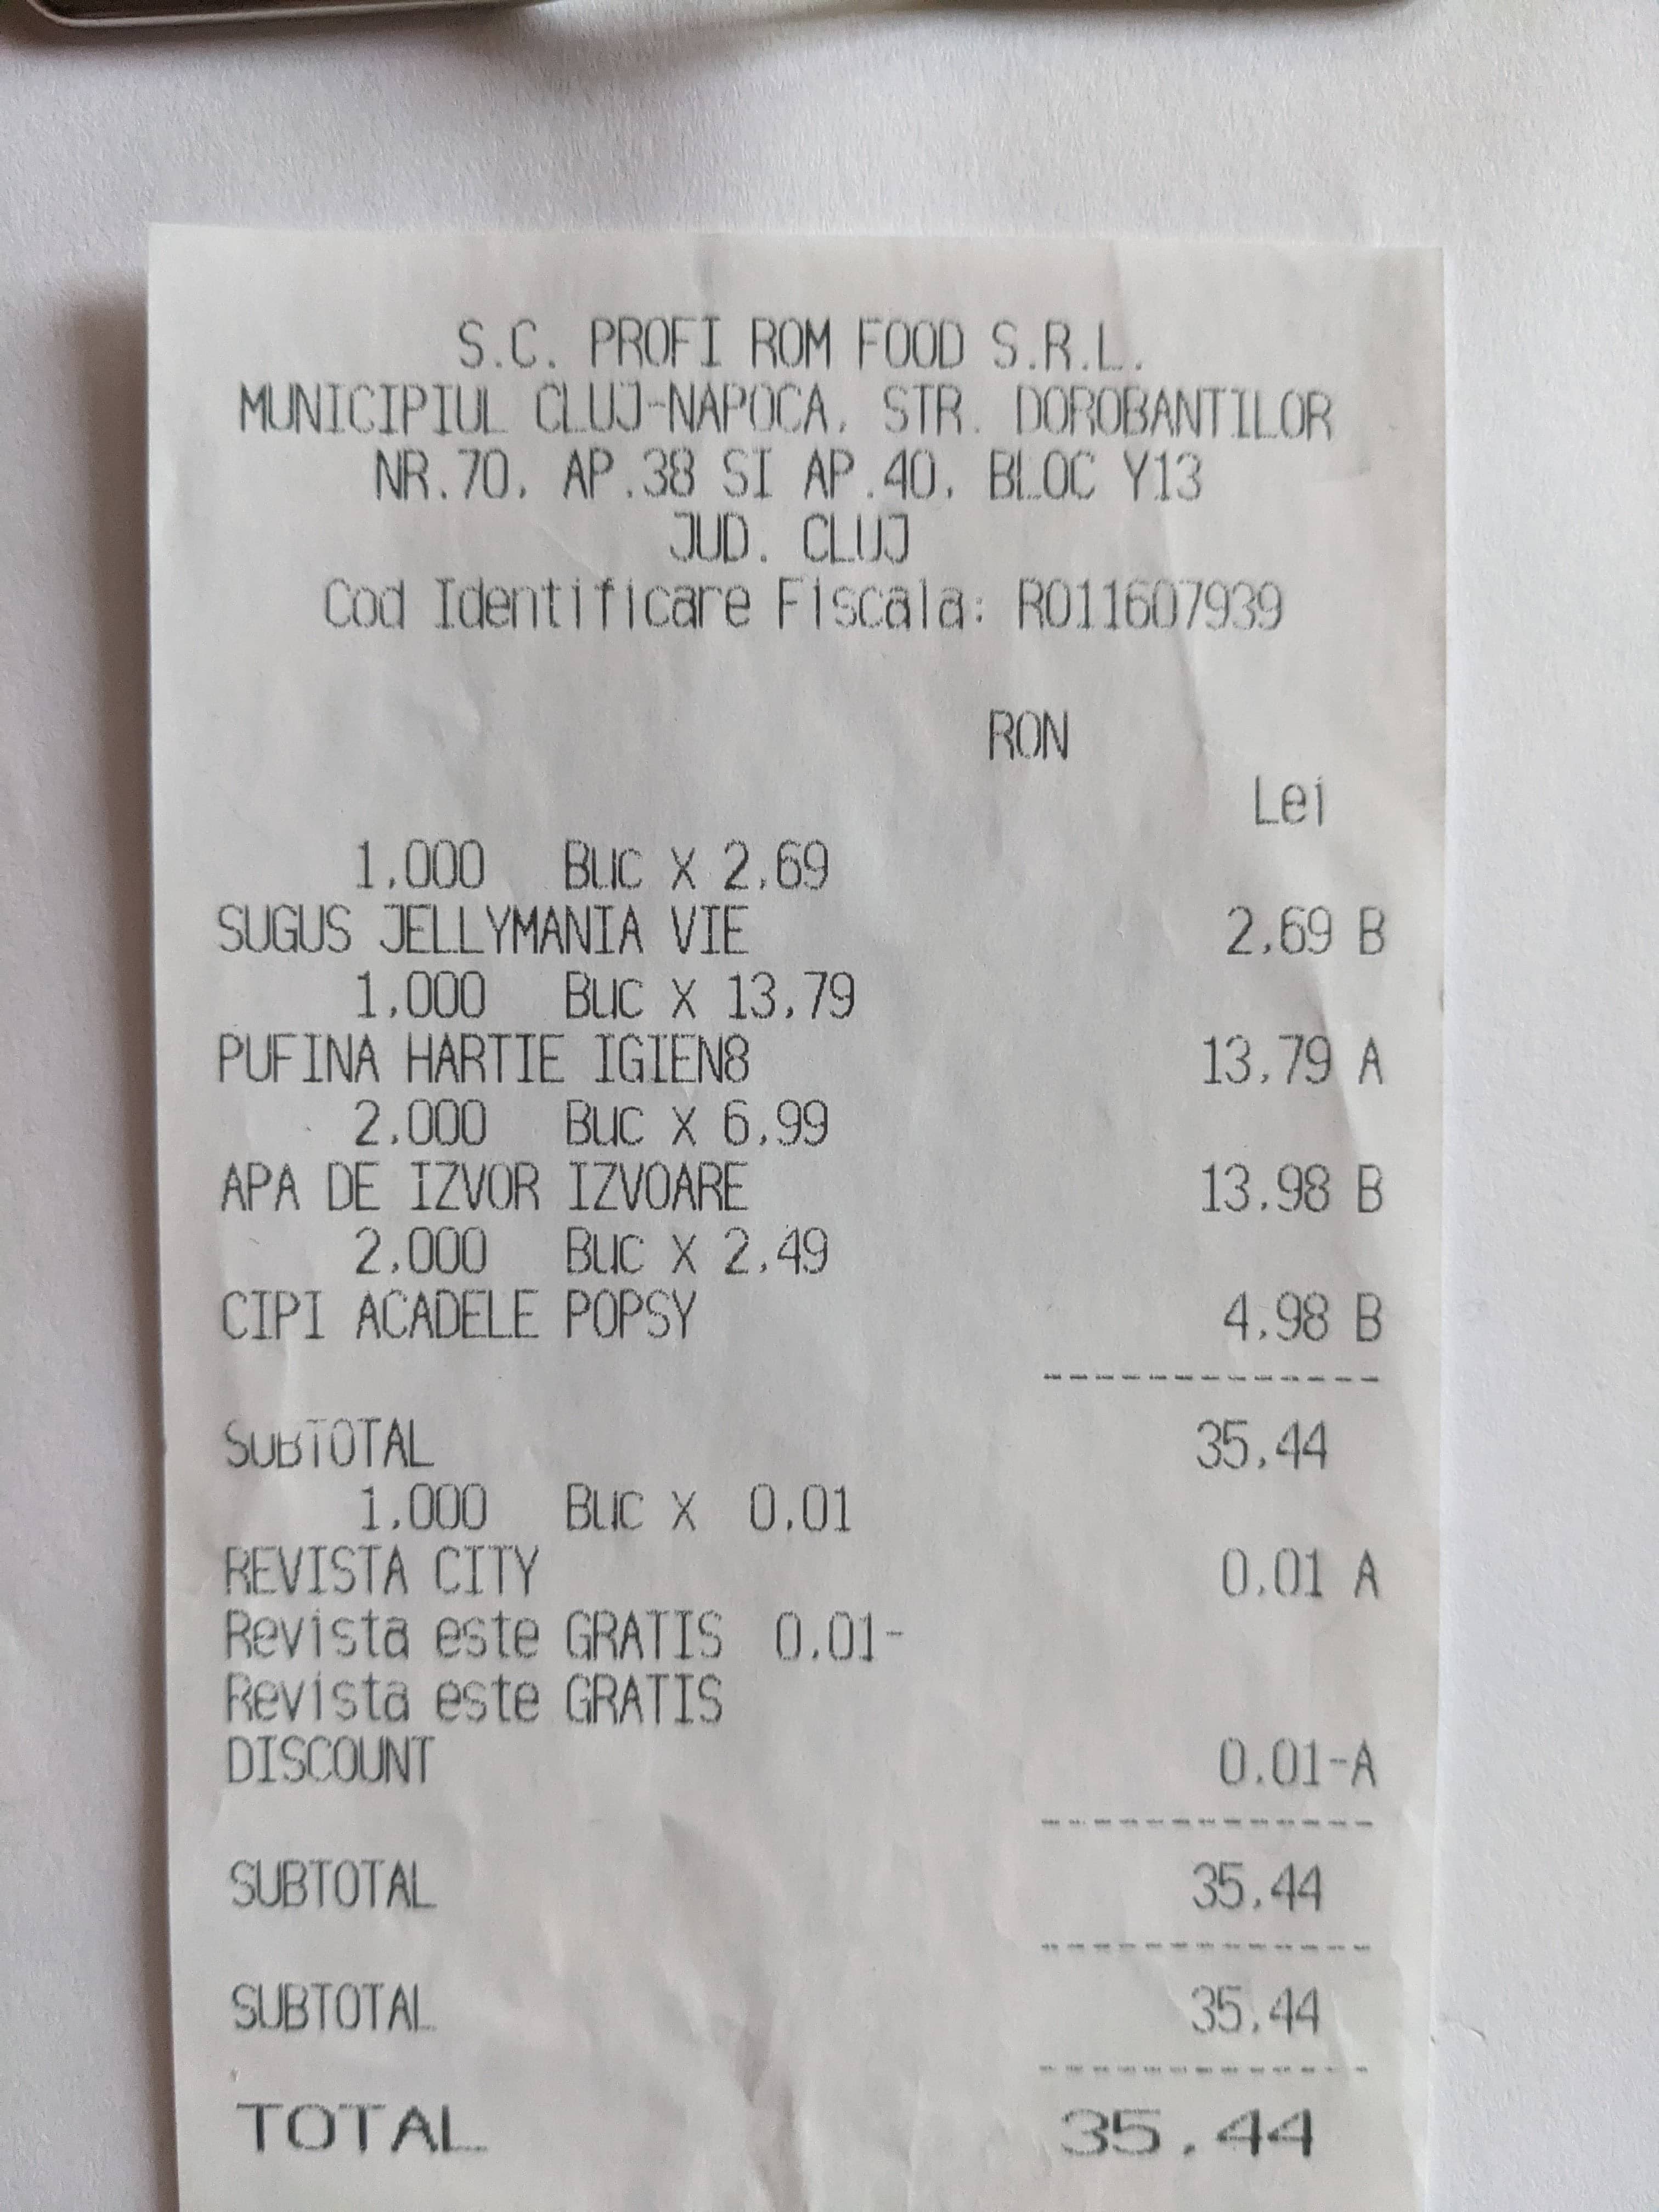 S.C. PROFI ROM FOOD S.R.L.
MUNICIPIUL CLUJ-NAPOCA, STR. DOROBANTILOR
NR.70, AP.38 SI AP.40, BLOC Y13
JUD. CLUJ
Cod Identificare Fiscala: RO11607939
RON
Lei
1.000 Buc X 2.69
SUGUS JELLYMANIA VIE 2.69 B
1.000 Buc X 13.79
PUFINA HARTIE IGIEN8 13.79 A
2.000 Buc X 6.99
APA DE IZVOR IZVOARE 13.98 B
2.000 Buc X 2.49
CIPI ACADELE POPSY 4.98 B
-------------
SUBTOTAL 35.44
1.000 Buc X 0.01
REVISTA CITY 0.01 A
Revista este GRATIS 0.01-
Revista este GRATIS
DISCOUNT 0.01-A
-------------
SUBTOTAL 35.44
-------------
SUBTOTAL 35.44
-------------
TOTAL 35.44